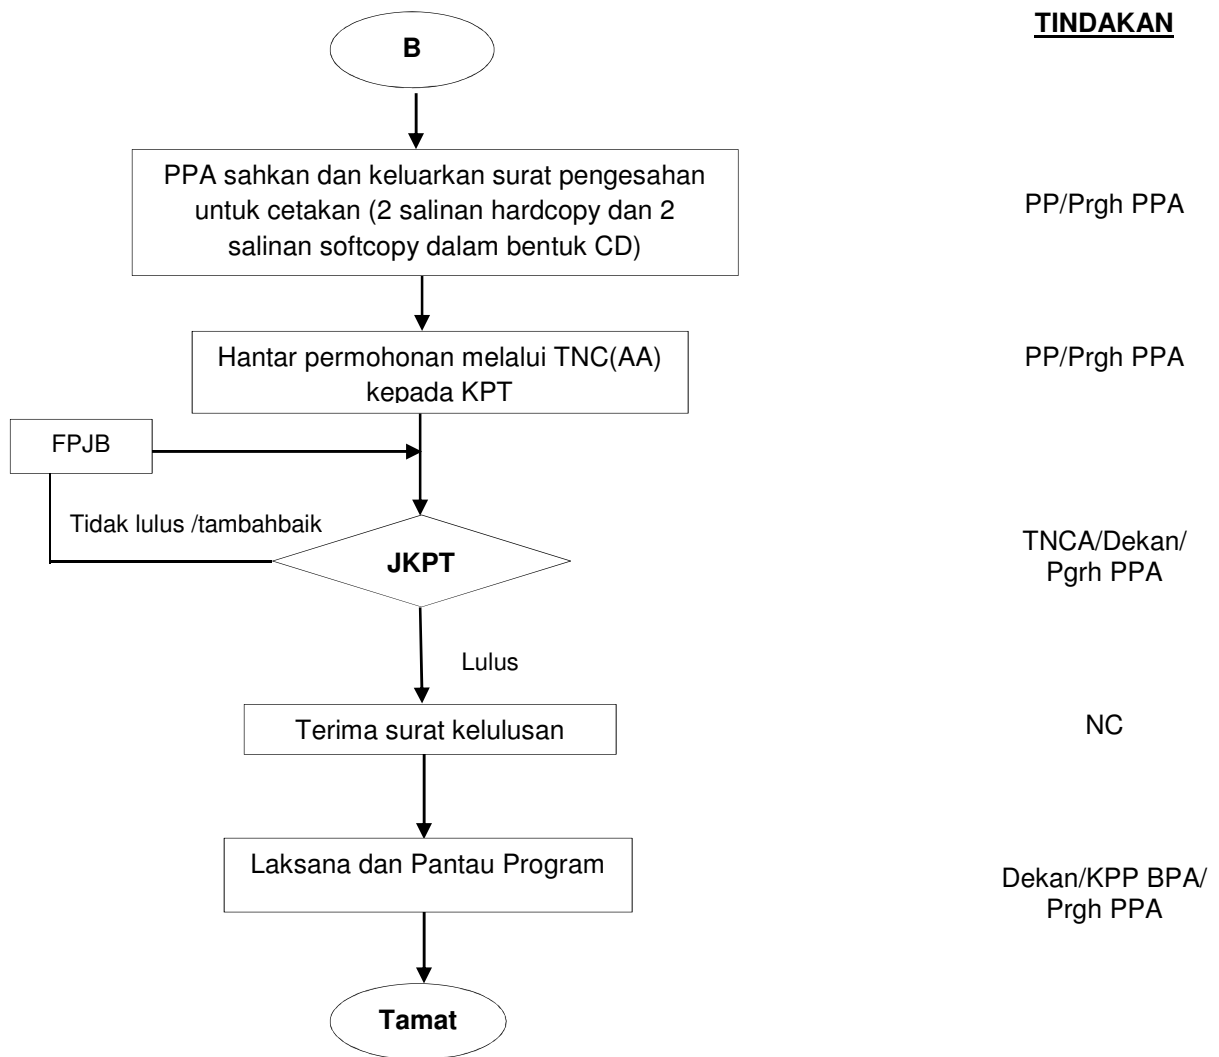 TINDAKAN
B
PPA sahkan dan keluarkan surat pengesahan
untuk cetakan (2 salinan hardcopy dan 2
salinan softcopy dalam bentuk CD)
PP/Prgh PPA
Hantar permohonan melalui TNC(AA)
kepada KPT
PP/Prgh PPA
FPJB
Tidak lulus /tambahbaik
JKPT
TNCA/Dekan/
Pgrh PPA
Lulus
Terima surat kelulusan
NC
Laksana dan Pantau Program
Dekan/KPP BPA/
Prgh PPA
Tamat